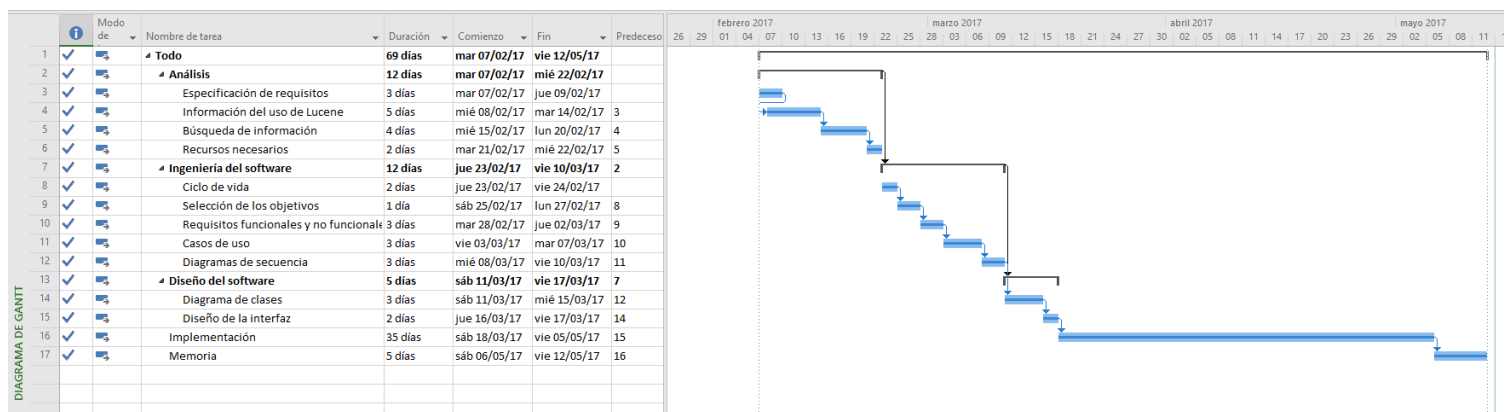 Modo de Nombre de tarea Duración Comienzo Fin Predeceso
febrero 2017 marzo 2017 abril 2017 mayo 2017
26 29 01 04 07 10 13 16 19 22 25 28 03 06 09 12 15 18 21 24 27 30 02 05 08 11 14 17 20 23 26 29 02 05 08 11
1 Todo 69 días mar 07/02/17 vie 12/05/17
2 Análisis 12 días mar 07/02/17 mié 22/02/17
3 Especificación de requisitos 3 días mar 07/02/17 jue 09/02/17
4 Información del uso de Lucene 5 días mié 08/02/17 mar 14/02/17 3
5 Búsqueda de información 4 días mié 15/02/17 lun 20/02/17 4
6 Recursos necesarios 2 días mar 21/02/17 mié 22/02/17 5
7 Ingeniería del software 12 días jue 23/02/17 vie 10/03/17 2
8 Ciclo de vida 2 días jue 23/02/17 vie 24/02/17
9 Selección de los objetivos 1 día sáb 25/02/17 lun 27/02/17 8
10 Requisitos funcionales y no funcionale 3 días mar 28/02/17 jue 02/03/17 9
11 Casos de uso 3 días vie 03/03/17 mar 07/03/17 10
12 Diagramas de secuencia 3 días mié 08/03/17 vie 10/03/17 11
13 Diseño del software 5 días sáb 11/03/17 vie 17/03/17 7
14 Diagrama de clases 3 días sáb 11/03/17 mié 15/03/17 12
15 Diseño de la interfaz 2 días jue 16/03/17 vie 17/03/17 14
16 Implementación 35 días sáb 18/03/17 vie 05/05/17 15
17 Memoria 5 días sáb 06/05/17 vie 12/05/17 16
DIAGRAMA DE GANTT